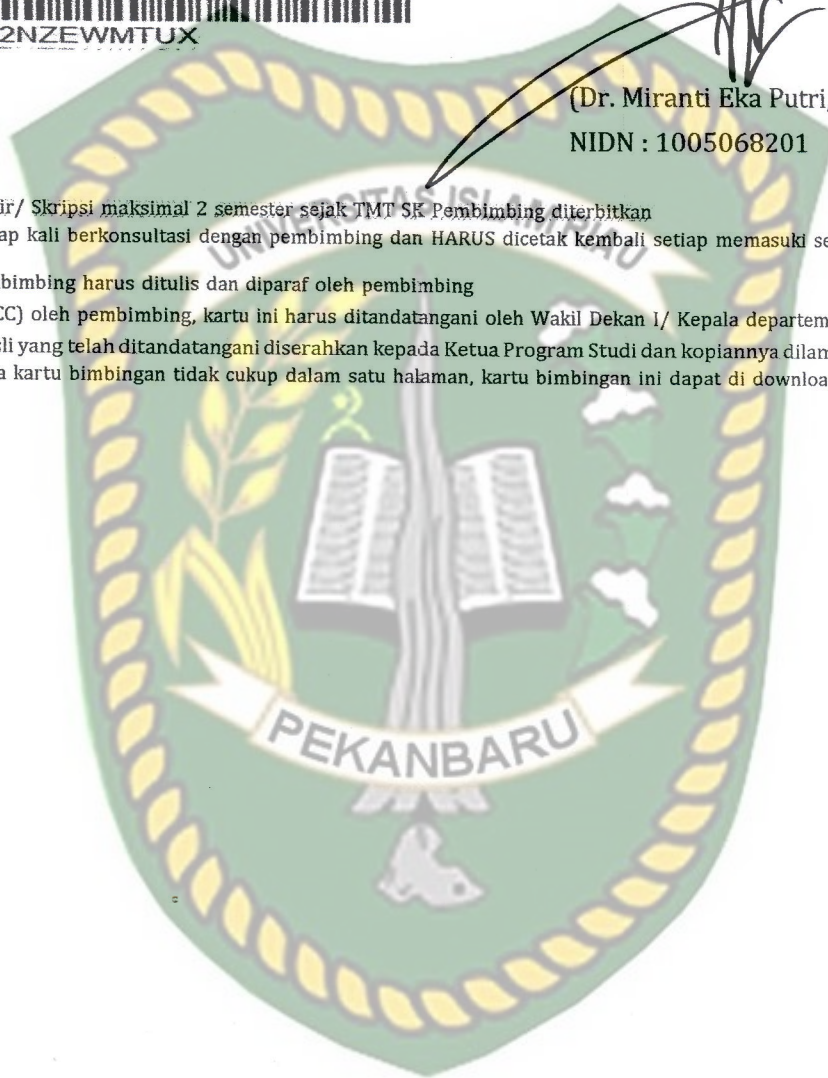 2NZEWMTUX
(Dr. Miranti Eka Putri
NIDN : 1005068201
ir/ Skripsi maksimal 2 semester sejak TMT SK Pembimbing diterbitkan
ap kali berkonsultasi dengan pembimbing dan HARUS dicetak kembali setiap memasuki se
bimbing harus ditulis dan diparaf oleh pembimbing
CC) oleh pembimbing, kartu ini harus ditandatangani oleh Wakil Dekan I/ Kepala departem
sli yang telah ditandatangani diserahkan kepada Ketua Program Studi dan kopiannya dilam
a kartu bimbingan tidak cukup dalam satu halaman, kartu bimbingan ini dapat di downloa
UNIVERSITAS ISLAM RIAU
PEKANBARU